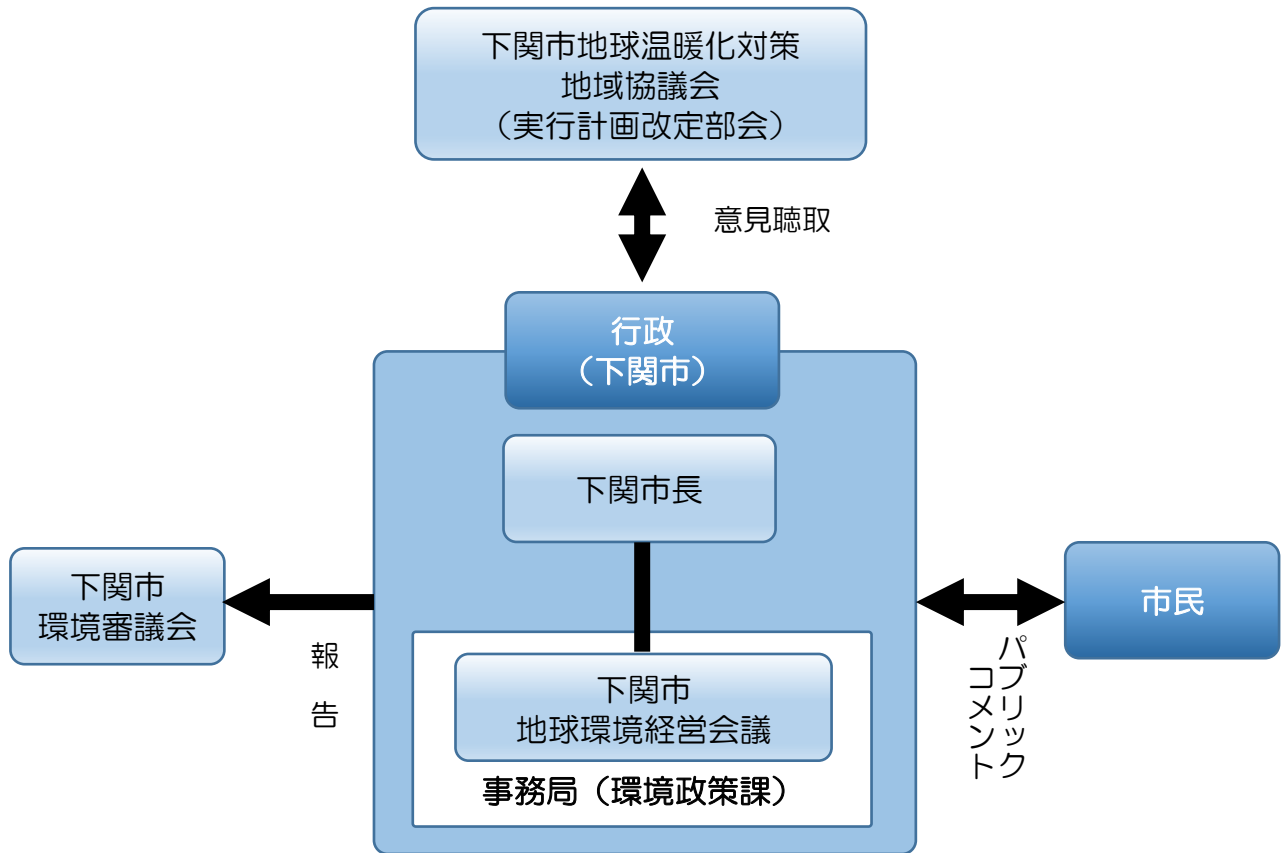 下関市地球温暖化対策
地域協議会
（実行計画改定部会）
意見聴取
行政
（下関市）
下関市長
下関市
環境審議会
報告
市民
パブリック
コメント
下関市
地球環境経営会議
事務局（環境政策課）